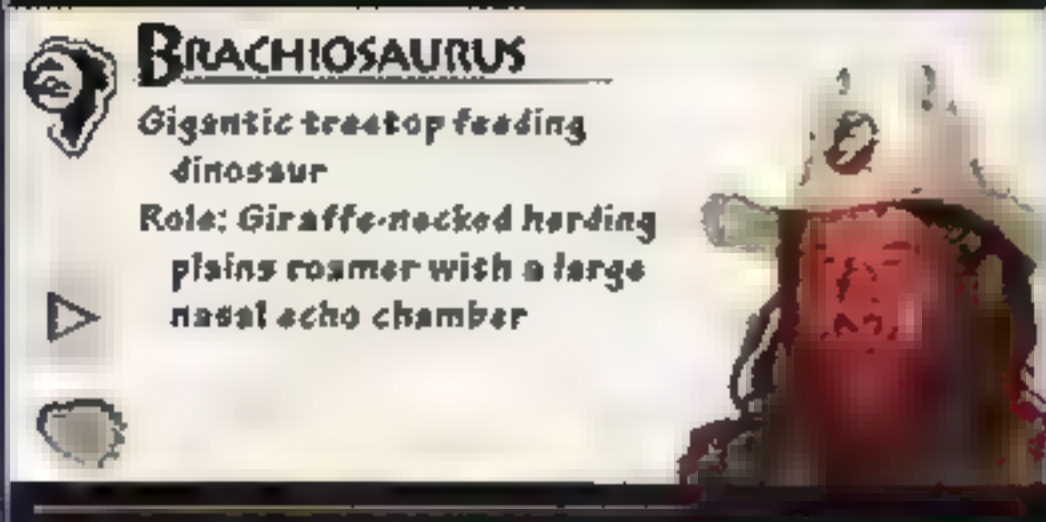 BRACHIOSAURUS
Gigantic treetop feeding
dinosaur
Role: Giraffe-necked herding
plains roamer with a large
nasal echo chamber